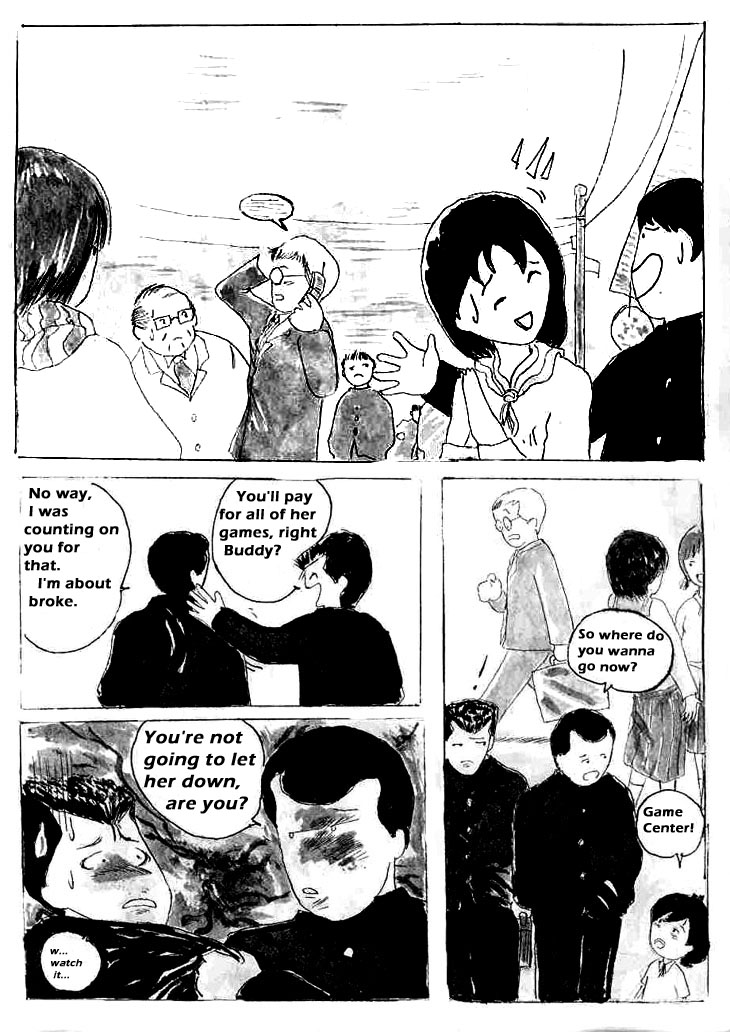 So where do
you wanna
go now?
Game
Center!
You'll pay
for all of her
games, right
Buddy?
No way,
I was
counting on
you for
that.
I'm about
broke.
You're not
going to let
her down,
are you?
w...
watch
it...